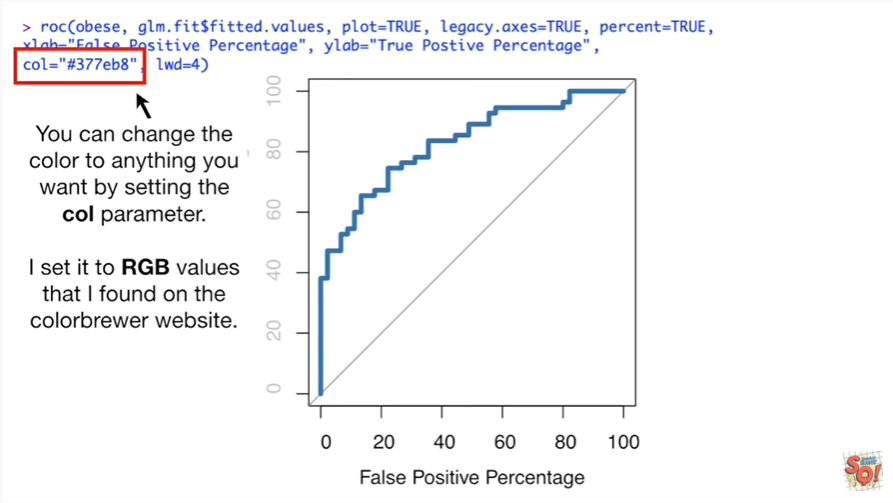 > roc(obese, glm.fit$fitted.values, plot=TRUE, legacy.axes=TRUE, percent=TRUE,
xlab="False Positive Percentage", ylab="True Postive Percentage",
col="#377eb8", lwd=4)
You can change the
color to anything you
want by setting the
col parameter.
I set it to RGB values
that I found on the
colorbrewer website.
100
80
60
40
20
0
0 20 40 60 80 100
False Positive Percentage
SQ!